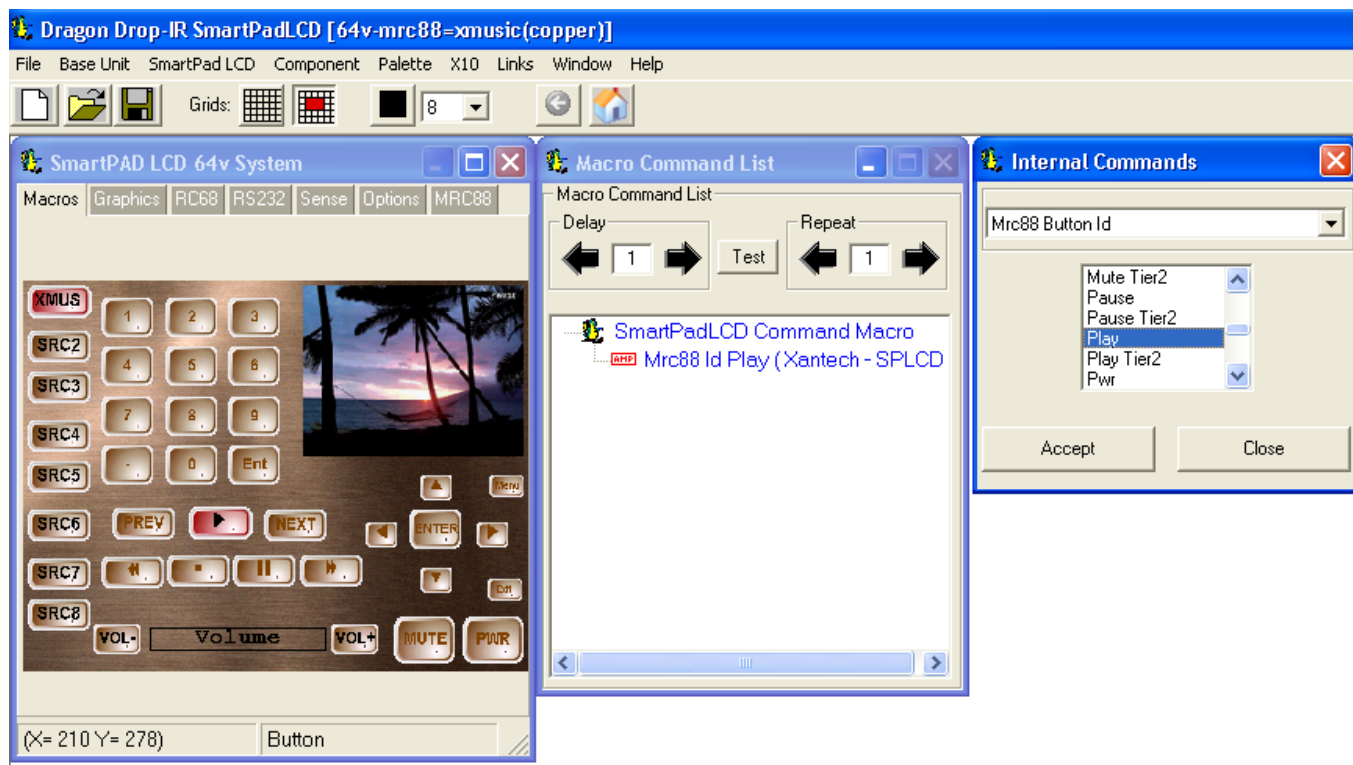 Dragon Drop-IR SmartPadLCD [64v-mrc88=xmusic(copper)]
File Base Unit SmartPad LCD Component Palette X10 Links Window Help
Grids: 8
SmartPAD LCD 64v System
Macros Graphics RC68 RS232 Sense Options MRC88
XMUS
1 2 3
SRC2
4 5 6
SRC3
7 8 9
SRC4
- 0 Ent
SRC5
Menu
SRC6 PREV NEXT ENTER
SRC7
Exit
SRC8
VOL- Volume VOL+ MUTE PWR
(X= 210 Y= 278) Button
Macro Command List
Macro Command List
Delay Repeat
1 Test 1
SmartPadLCD Command Macro
AMP Mrc88 Id Play ( Xantech - SPLCD
Internal Commands
Mrc88 Button Id
Mute Tier2
Pause
Pause Tier2
Play
Play Tier2
Pwr
Accept Close